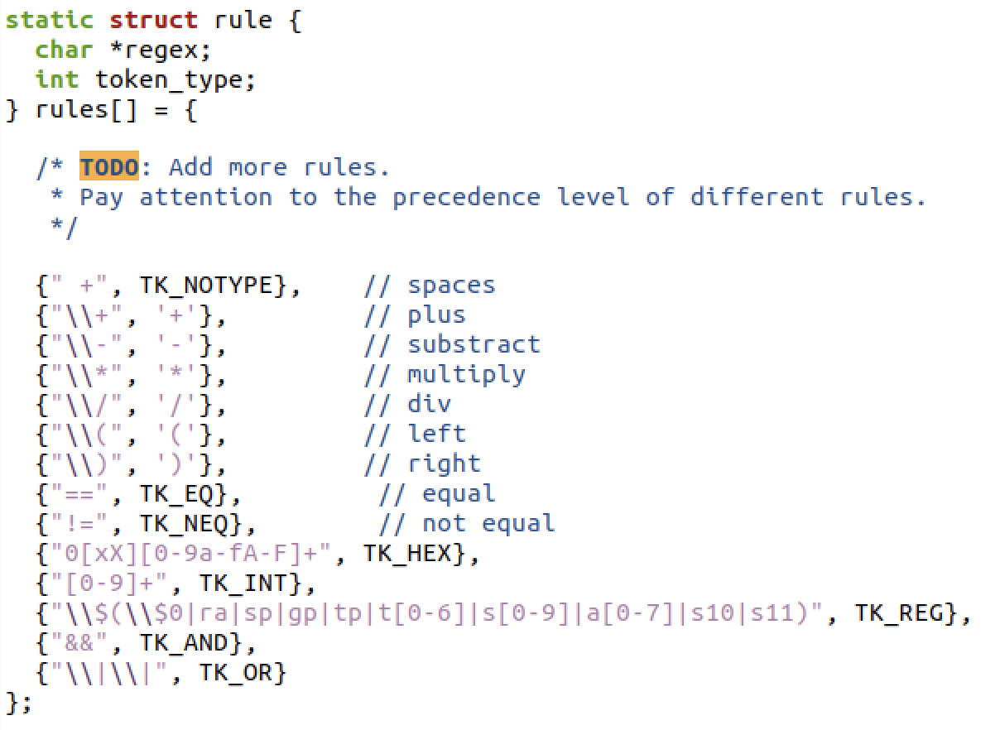 static struct rule {
  char *regex;
  int token_type;
} rules[] = {

  /* TODO: Add more rules.
   * Pay attention to the precedence level of different rules.
   */

  {" +", TK_NOTYPE},    // spaces
  {"\\+", '+'},         // plus
  {"\\-", '-'},         // substract
  {"\\*", '*'},         // multiply
  {"\\/", '/'},         // div
  {"\\(", '('},         // left
  {"\\)", ')'},         // right
  {"==", TK_EQ},         // equal
  {"!=", TK_NEQ},        // not equal
  {"0[xX][0-9a-fA-F]+", TK_HEX},
  {"[0-9]+", TK_INT},
  {"\\$(\\$0|ra|sp|gp|tp|t[0-6]|s[0-9]|a[0-7]|s10|s11)", TK_REG},
  {"&&", TK_AND},
  {"\\|\\|", TK_OR}
};